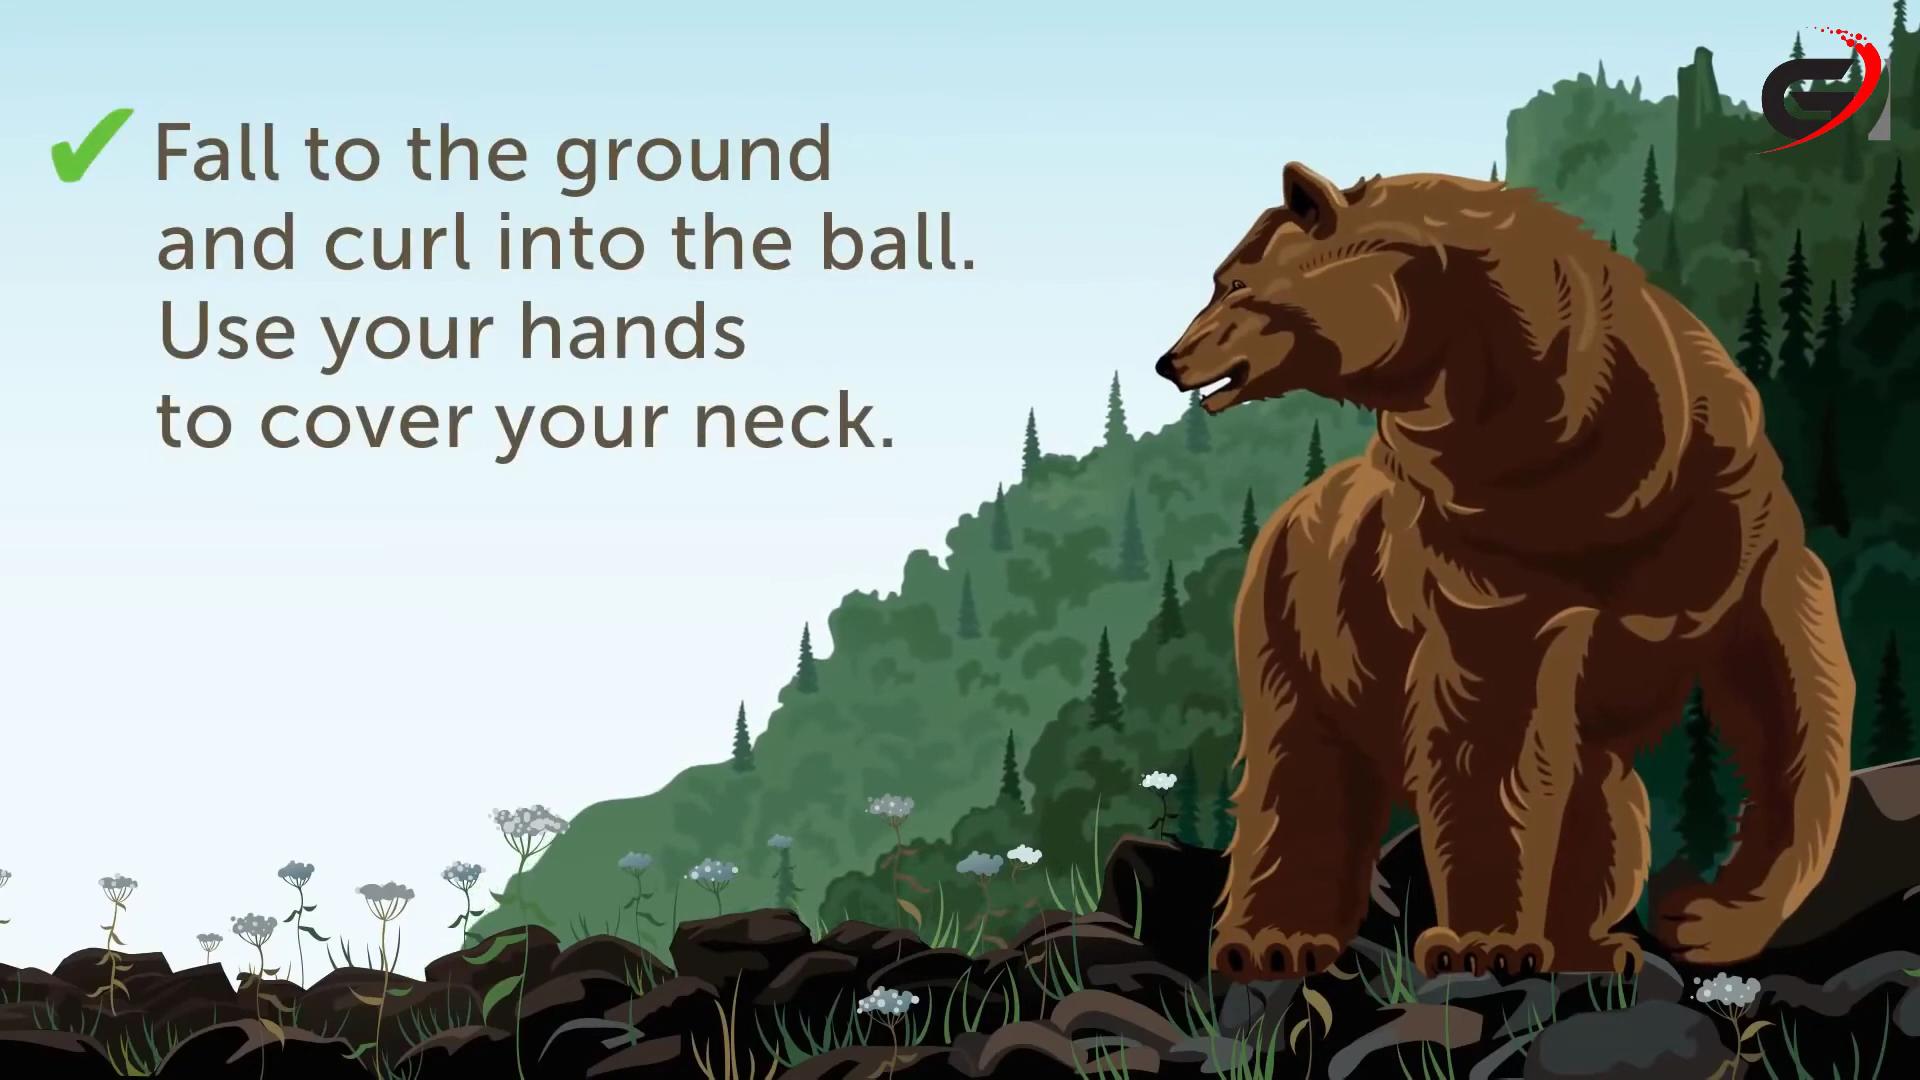 Fall to the ground
and curl into the ball.
Use your hands
to cover your neck.